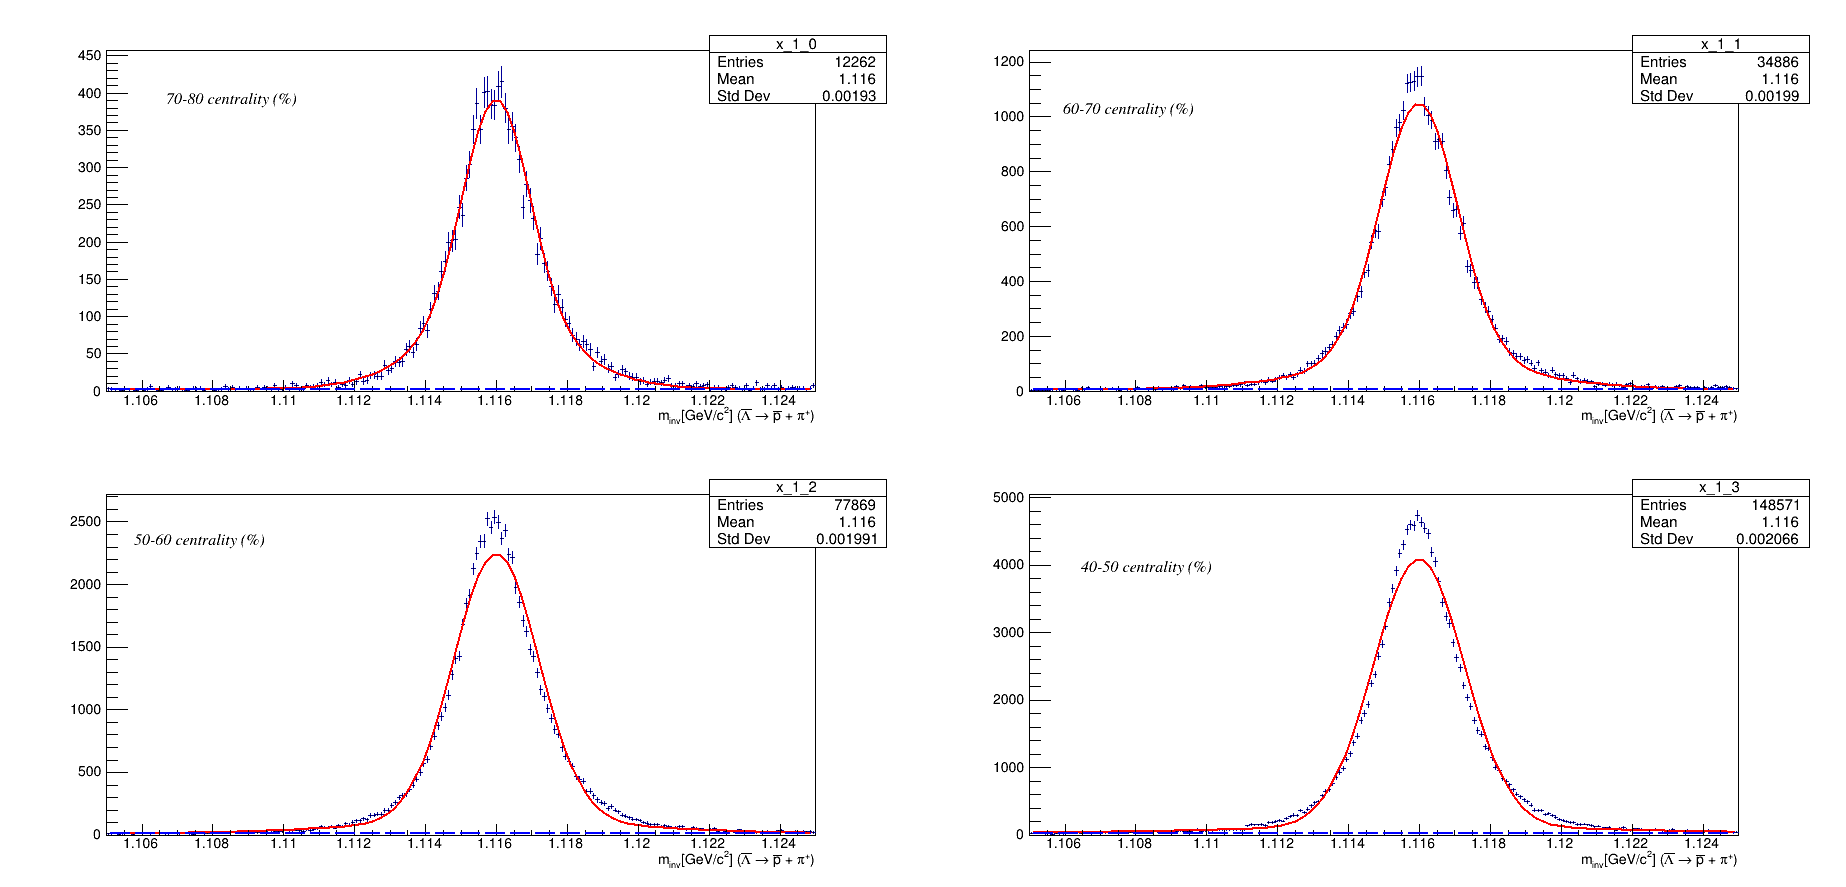 x_1_0
Entries 12262
Mean 1.116
Std Dev 0.00193
70-80 centrality (%)
450
400
350
300
250
200
150
100
50
0
1.106 1.108 1.11 1.112 1.114 1.116 1.118 1.12 1.122 1.124
m_inv[GeV/c²] (Λ̅ → p̅ + π⁺)
x_1_1
Entries 34886
Mean 1.116
Std Dev 0.00199
60-70 centrality (%)
1200
1000
800
600
400
200
0
1.106 1.108 1.11 1.112 1.114 1.116 1.118 1.12 1.122 1.124
m_inv[GeV/c²] (Λ̅ → p̅ + π⁺)
x_1_2
Entries 77869
Mean 1.116
Std Dev 0.001991
50-60 centrality (%)
2500
2000
1500
1000
500
0
1.106 1.108 1.11 1.112 1.114 1.116 1.118 1.12 1.122 1.124
m_inv[GeV/c²] (Λ̅ → p̅ + π⁺)
x_1_3
Entries 148571
Mean 1.116
Std Dev 0.002066
40-50 centrality (%)
5000
4000
3000
2000
1000
0
1.106 1.108 1.11 1.112 1.114 1.116 1.118 1.12 1.122 1.124
m_inv[GeV/c²] (Λ̅ → p̅ + π⁺)